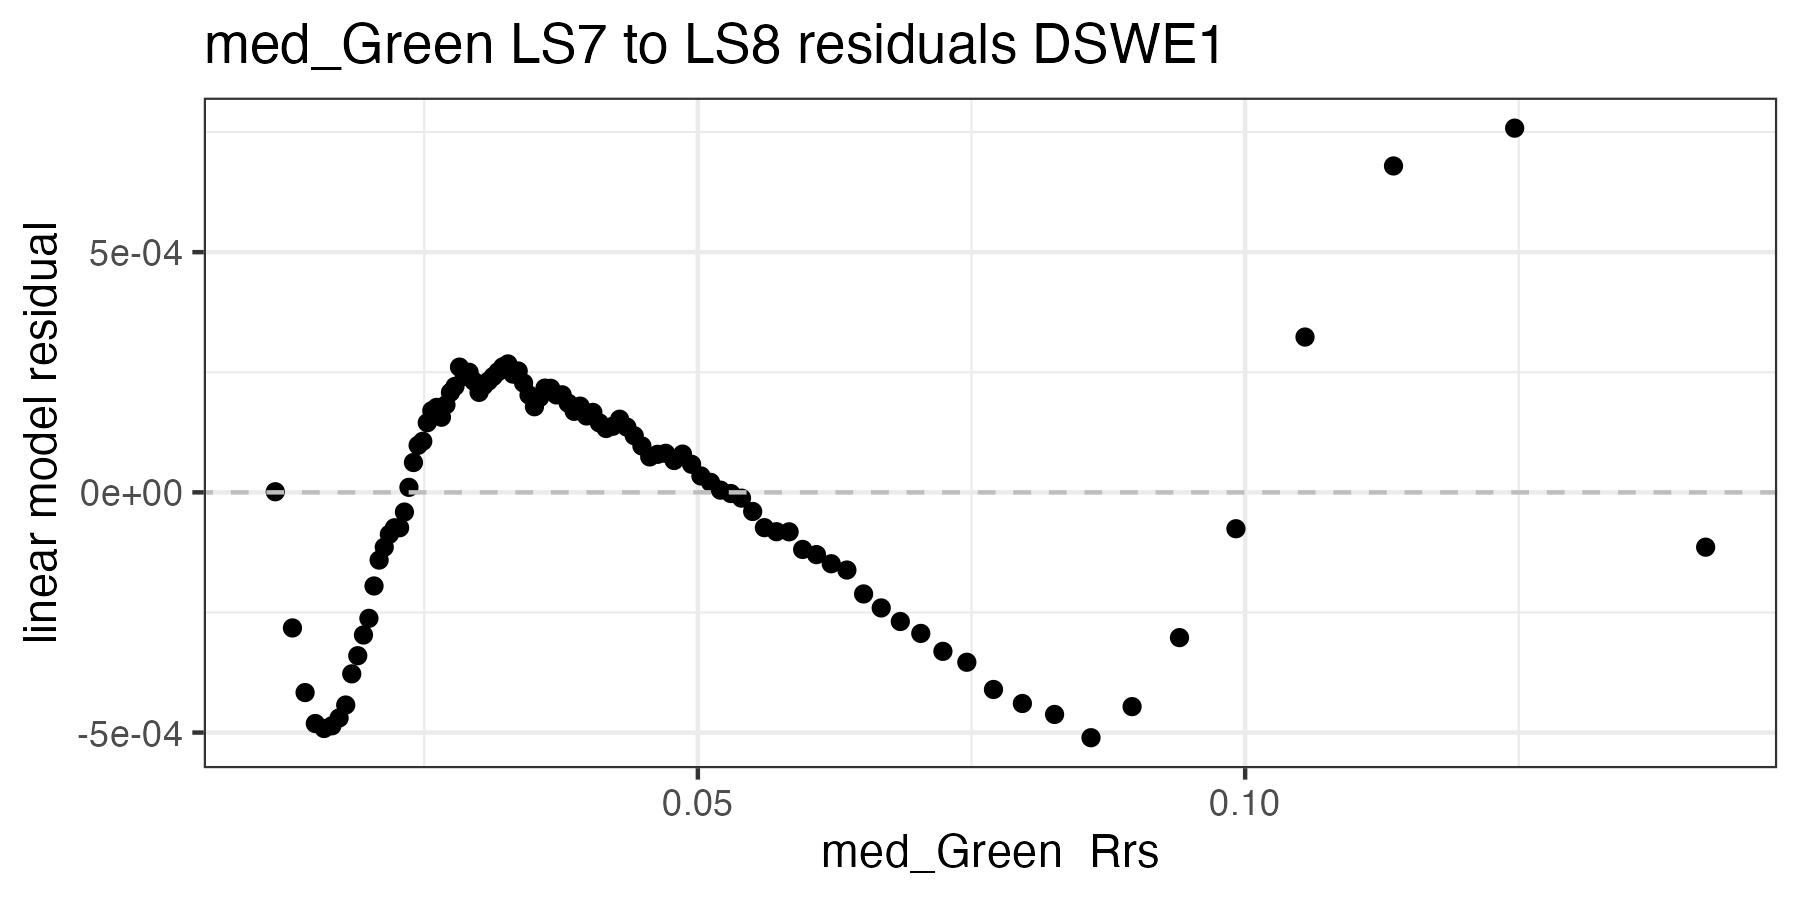 med_Green LS7 to LS8 residuals DSWE1
linear model residual
5e-04
0e+00
-5e-04
0.05
0.10
med_Green  Rrs